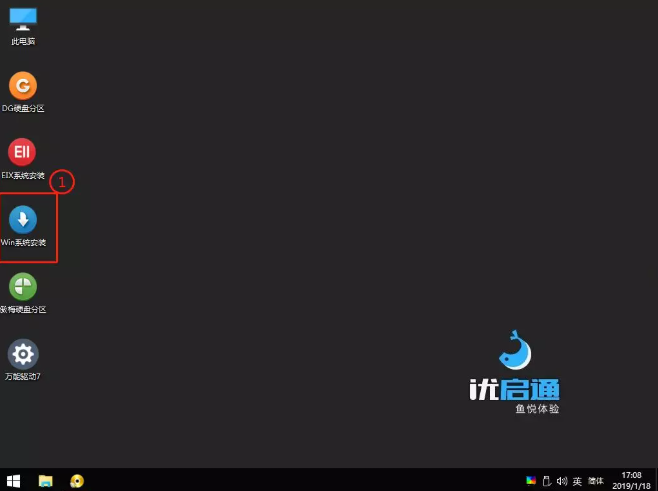 此电脑
DG硬盘分区
EII
EIX系统安装
1
Win系统安装
傲梅硬盘分区
万能驱动7
优启通
鱼悦体验
英
简体
17:08
2019/1/18